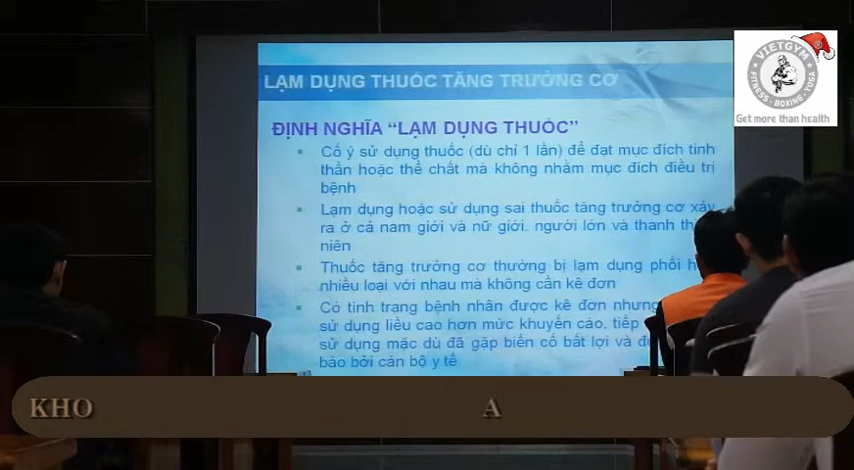 LẠM DỤNG THUỐC TĂNG TRƯỞNG CƠ
VIETGYM
FITNESS - BOXING - YOGA
Get more than health
ĐỊNH NGHĨA “LẠM DỤNG THUỐC”
Cố ý sử dụng thuốc (dù chỉ 1 lần) để đạt mục đích tinh
thần hoặc thể chất mà không nhằm mục đích điều trị
bệnh
Lạm dụng hoặc sử dụng sai thuốc tăng trưởng cơ xảy
ra ở cả nam giới và nữ giới, người lớn và thanh
niên
Thuốc tăng trưởng cơ thường bị lạm dụng phối
nhiều loại với nhau mà không cần kê đơn
Có tình trạng bệnh nhân được kê đơn nhưng
sử dụng liều cao hơn mức khuyến cáo, tiếp
sử dụng mặc dù đã gặp biến cố bất lợi và
báo bởi cán bộ y tế
KHO A